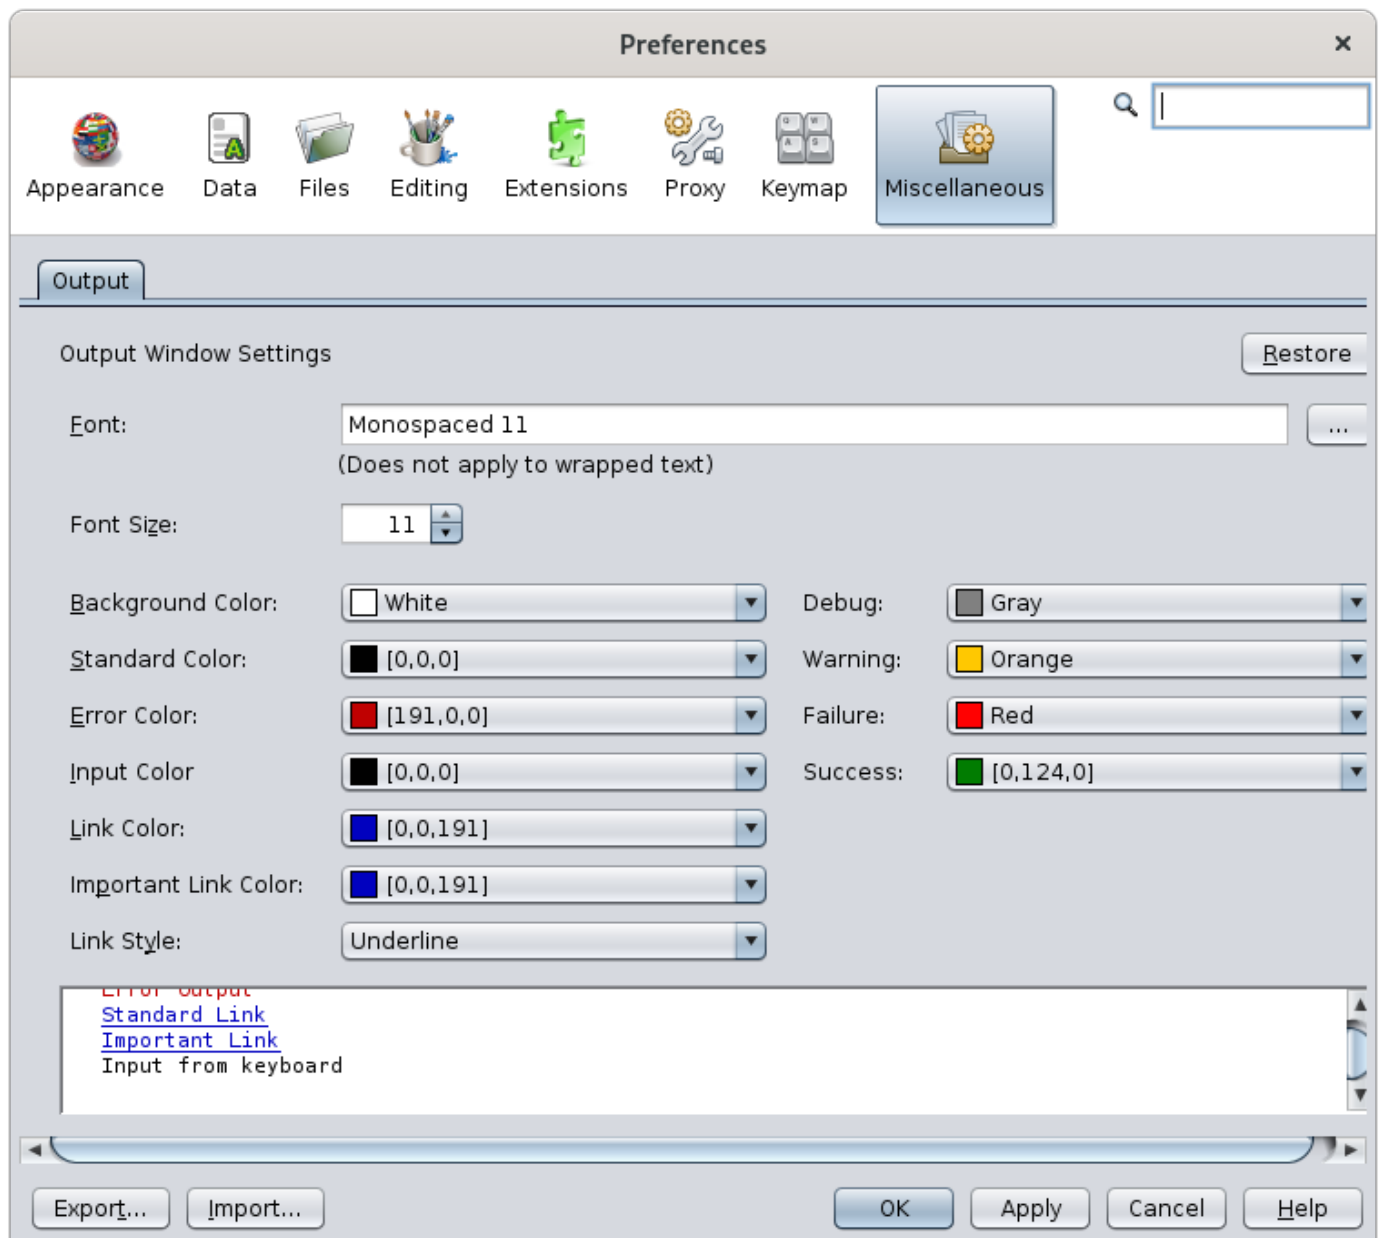 Preferences
Appearance Data Files Editing Extensions Proxy Keymap Miscellaneous
Output
Output Window Settings Restore
Font: Monospaced 11 ...
(Does not apply to wrapped text)
Font Size: 11
Background Color: White Debug: Gray
Standard Color: [0,0,0] Warning: Orange
Error Color: [191,0,0] Failure: Red
Input Color [0,0,0] Success: [0,124,0]
Link Color: [0,0,191]
Important Link Color: [0,0,191]
Link Style: Underline
Error Output
Standard Link
Important Link
Input from keyboard
Export... Import... OK Apply Cancel Help